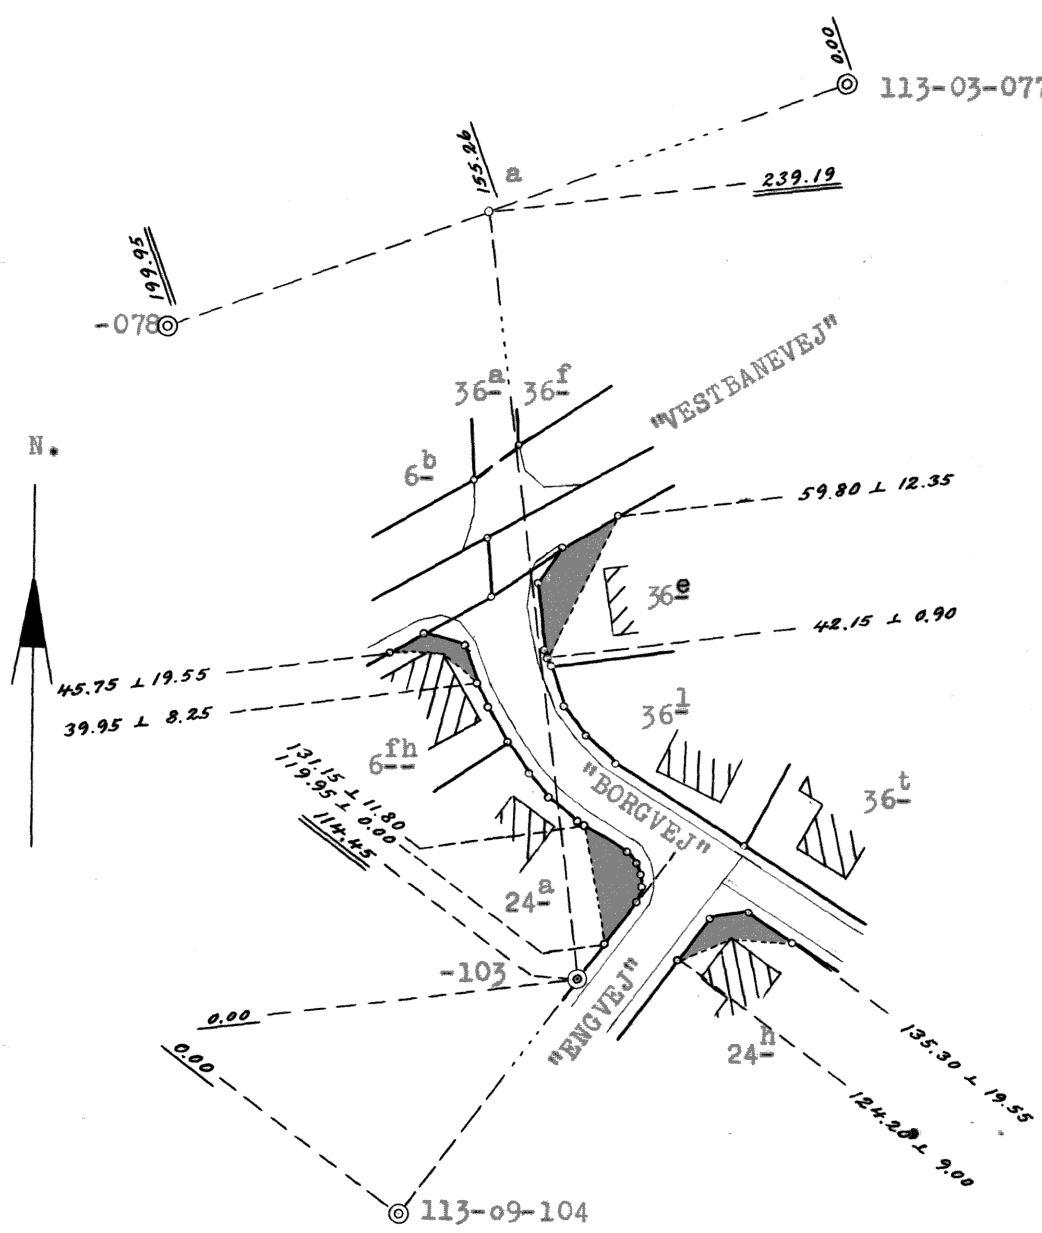 0.00
113-03-077
155.26
a
239.19
199.95
-078
36a 36f
"VESTBANEVEJ"
N.
6b
59.80 ⊥ 12.35
36e
42.15 ⊥ 0.90
45.75 ⊥ 19.55
39.95 ⊥ 8.25
36l
6fh
131.15 ⊥ 11.80
119.95 ⊥ 0.00
114.45
"BORGVEJ"
36t
24a
-103
0.00
"ENGVEJ"
24h
0.00
135.30 ⊥ 19.55
124.20 ⊥ 9.00
113-o9-104